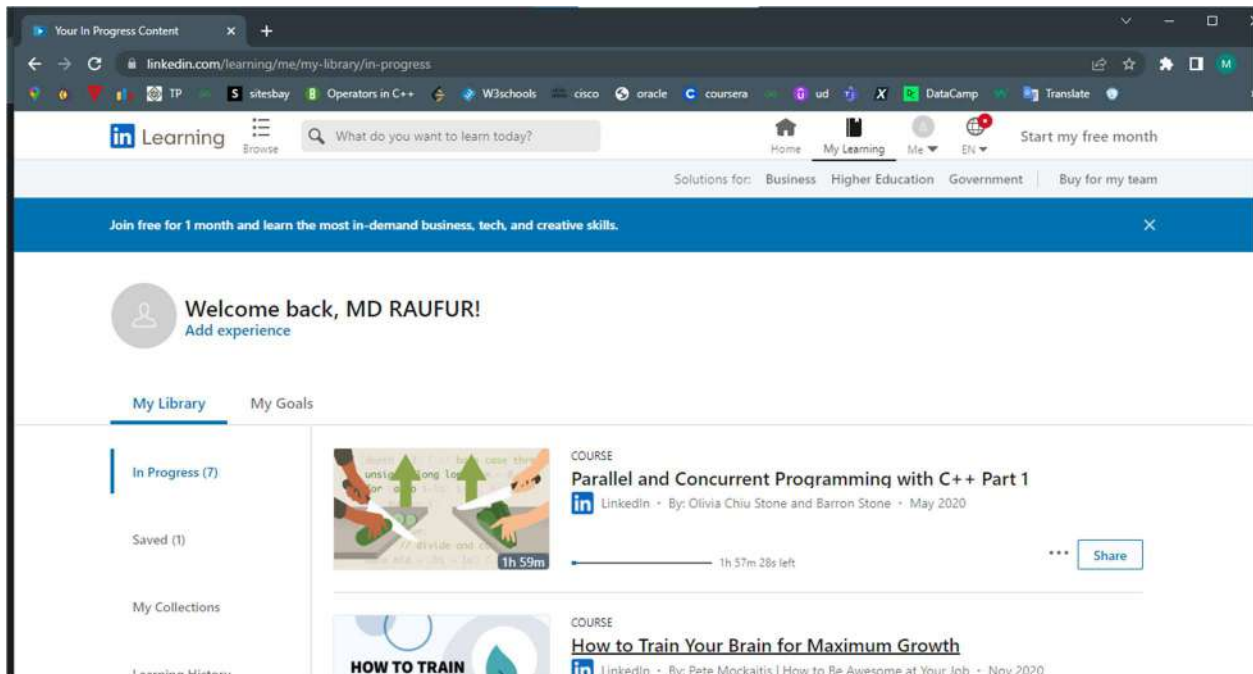 Your In Progress Content
linkedin.com/learning/me/my-library/in-progress
TP sitesbay Operators in C++ W3schools cisco oracle coursera ud X DataCamp Translate
in Learning Browse What do you want to learn today? Home My Learning Me EN Start my free month
Solutions for: Business Higher Education Government Buy for my team
Join free for 1 month and learn the most in-demand business, tech, and creative skills.
Welcome back, MD RAUFUR!
Add experience
My Library My Goals
In Progress (7)
Saved (1)
My Collections
Learning History
1h 59m
COURSE
Parallel and Concurrent Programming with C++ Part 1
in LinkedIn • By: Olivia Chiu Stone and Barron Stone • May 2020
1h 57m 28s left
Share
HOW TO TRAIN
COURSE
How to Train Your Brain for Maximum Growth
in LinkedIn • By: Pete Mockaitis | How to Be Awesome at Your Job • Nov 2020